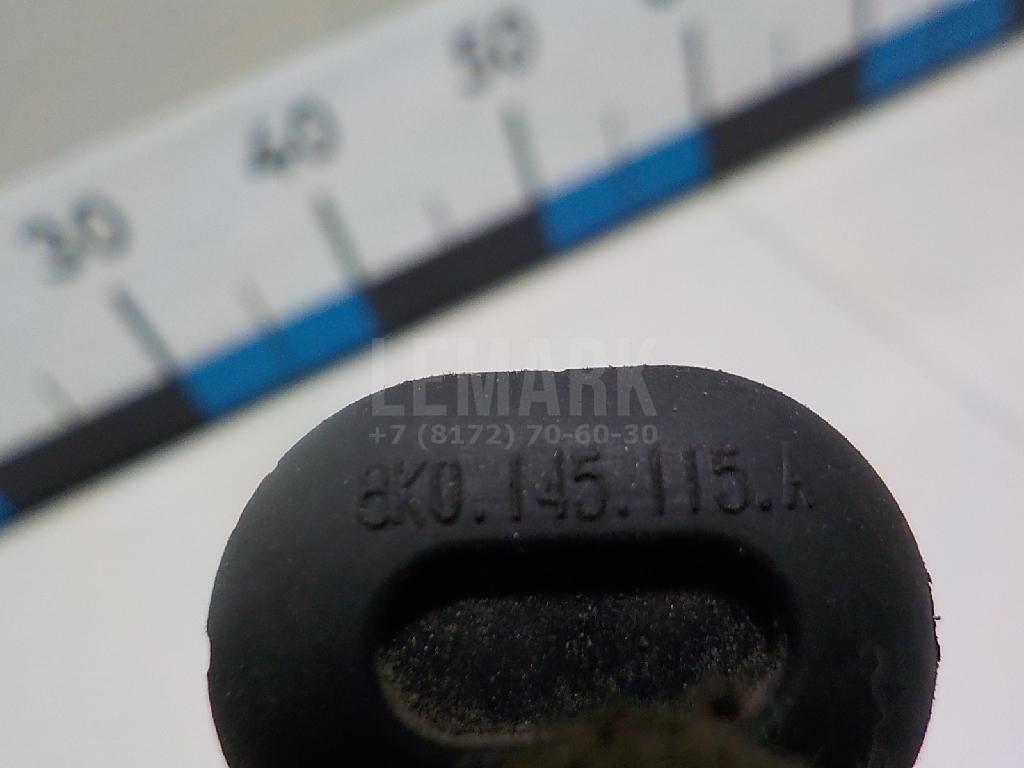 30 40 50
LEMARK
+7 (8172) 70-60-30
8K0.145.115.A